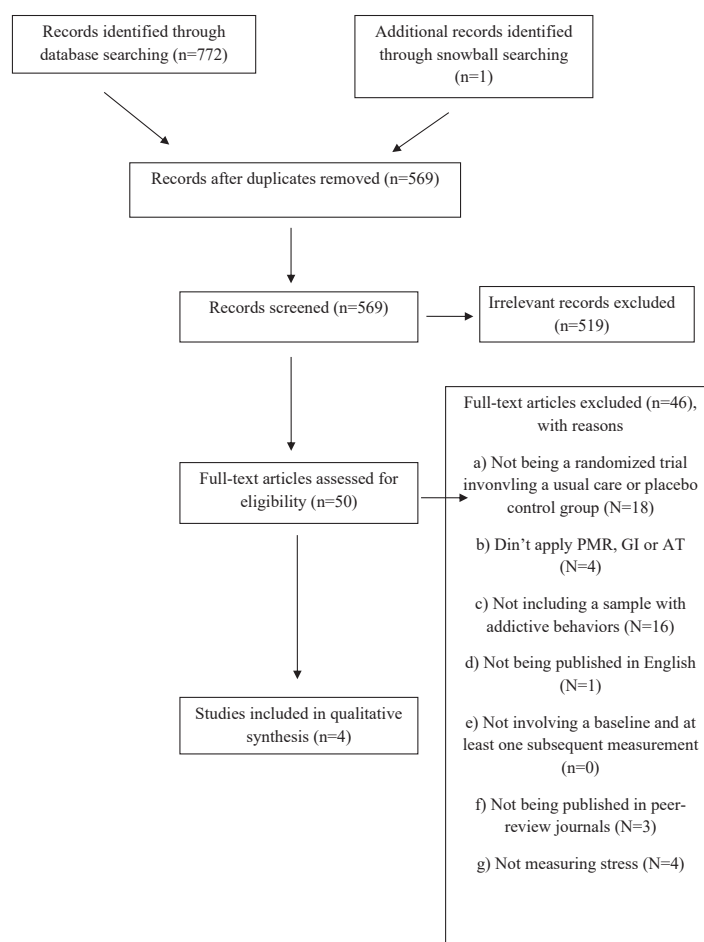 Records identified through
database searching (n=772)
Additional records identified
through snowball searching
(n=1)
Records after duplicates removed (n=569)
Records screened (n=569)
Irrelevant records excluded
(n=519)
Full-text articles assessed for
eligibility (n=50)
Full-text articles excluded (n=46),
with reasons
a) Not being a randomized trial
invonvling a usual care or placebo
control group (N=18)
b) Din’t apply PMR, GI or AT
(N=4)
c) Not including a sample with
addictive behaviors (N=16)
d) Not being published in English
(N=1)
e) Not involving a baseline and at
least one subsequent measurement
(n=0)
f) Not being published in peer-
review journals (N=3)
g) Not measuring stress (N=4)
Studies included in qualitative
synthesis (n=4)